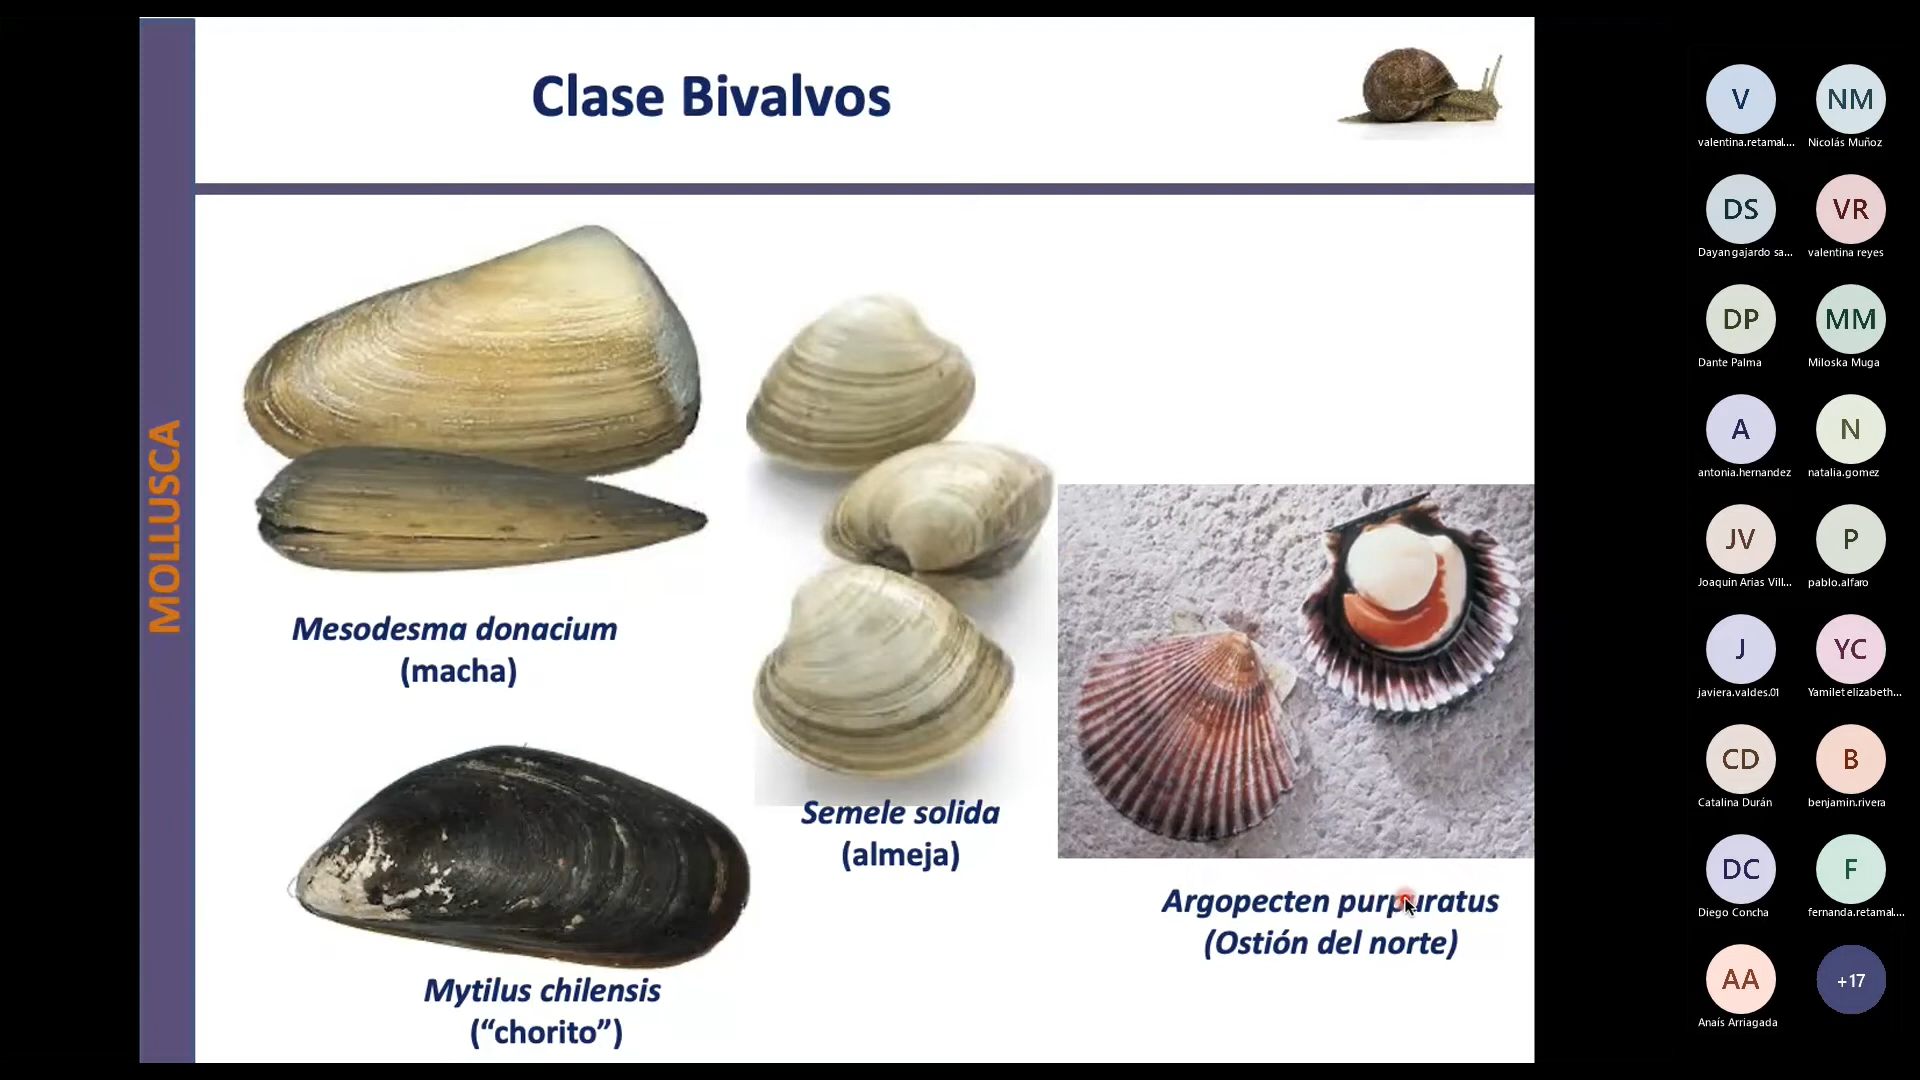 Clase Bivalvos
MOLLUSCA
Mesodesma donacium
(macha)
Semele solida
(almeja)
Argopecten purpuratus
(Ostión del norte)
Mytilus chilensis
(“chorito”)
V
valentina.retamal....
NM
Nicolás Muñoz
DS
Dayan gajardo sa...
VR
valentina reyes
DP
Dante Palma
MM
Miloska Muga
A
antonia.hernandez
N
natalia.gomez
JV
Joaquin Arias Vill...
P
pablo.alfaro
J
javiera.valdes.01
YC
Yamilet elizabeth...
CD
Catalina Durán
B
benjamin.rivera
DC
Diego Concha
F
fernanda.retamal....
AA
Anaís Arriagada
+17